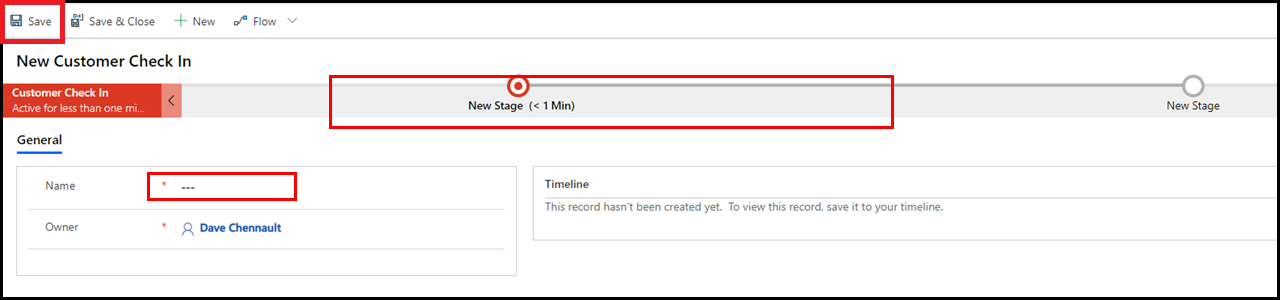 Save Save & Close New Flow
New Customer Check In
Customer Check In
Active for less than one mi...
New Stage (< 1 Min)
New Stage
General
Name * ---
Owner * Dave Chennault
Timeline
This record hasn't been created yet. To view this record, save it to your timeline.